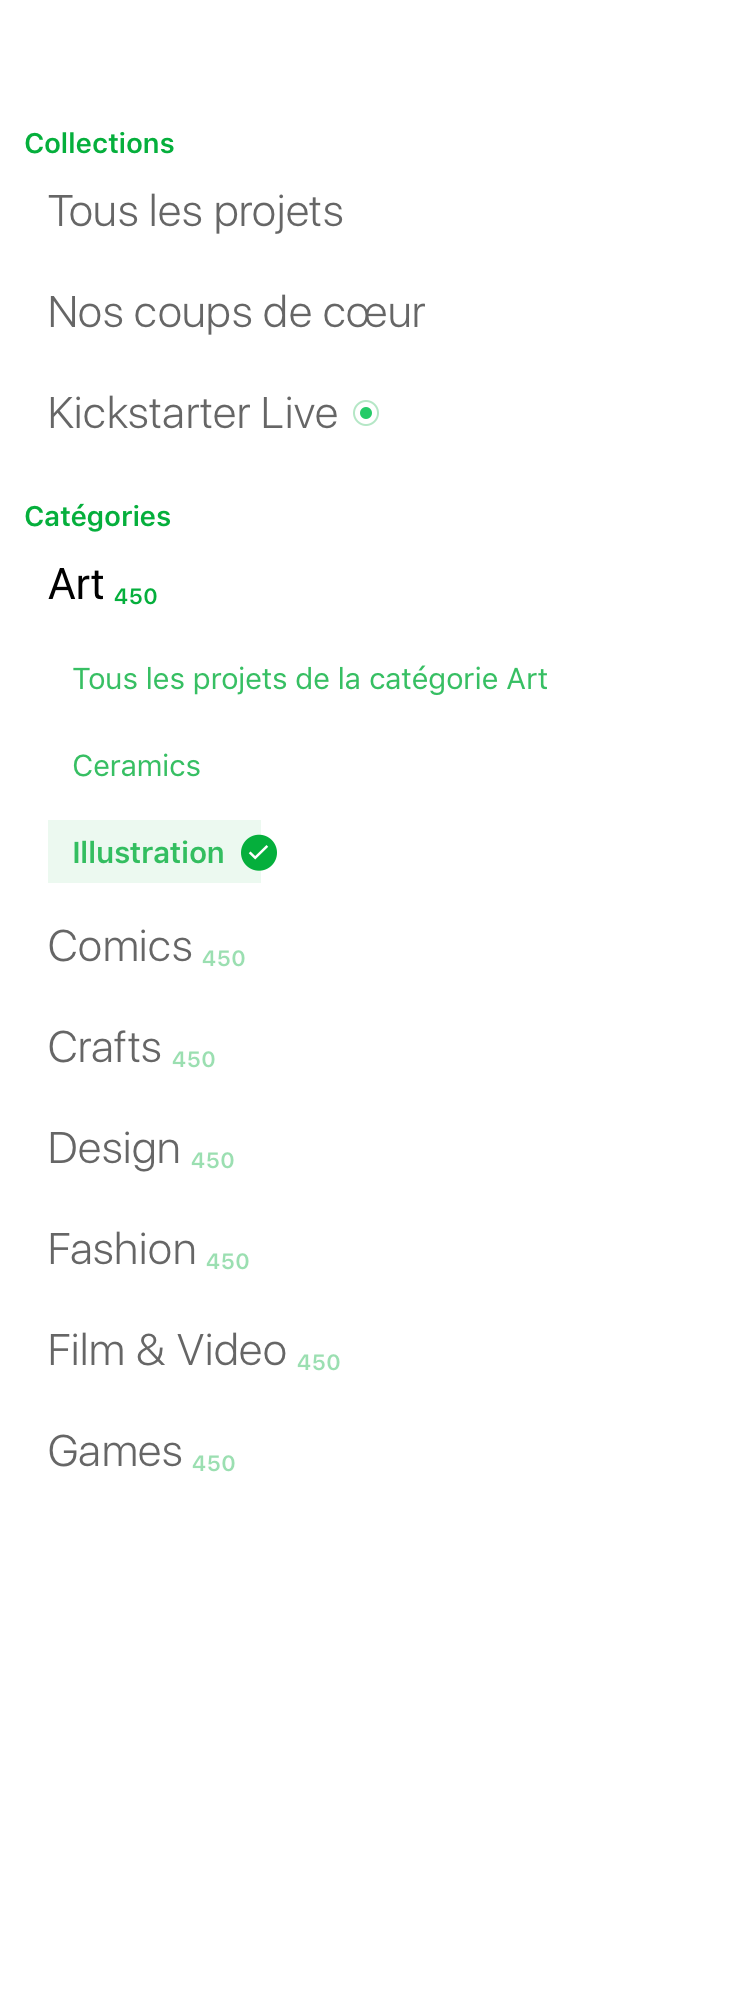 Collections
Tous les projets
Nos coups de cœur
Kickstarter Live
Catégories
Art 450
Tous les projets de la catégorie Art
Ceramics
Illustration
Comics 450
Crafts 450
Design 450
Fashion 450
Film & Video 450
Games 450